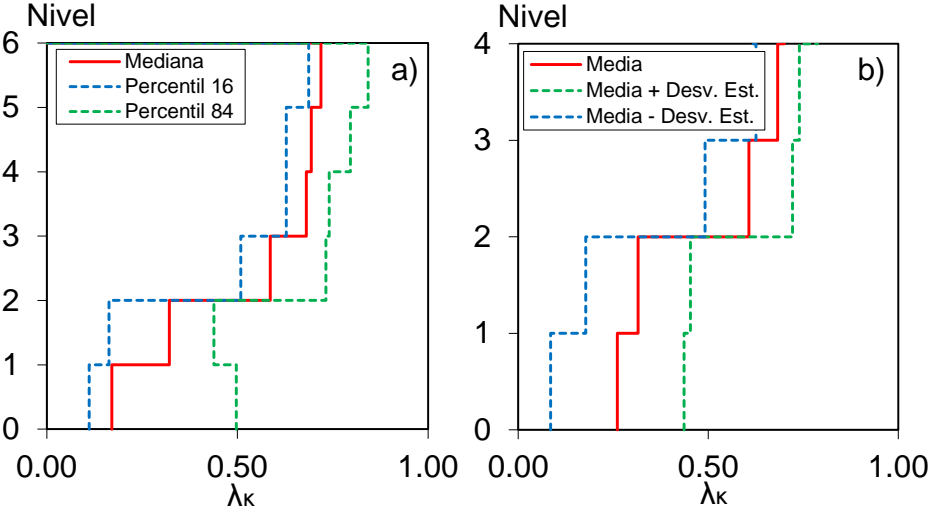 Nivel
6
5
4
3
2
1
0
Mediana
Percentil 16
Percentil 84
a)
0.00
0.50
1.00
λκ
Nivel
4
3
2
1
0
Media
Media + Desv. Est.
Media - Desv. Est.
b)
0.00
0.50
1.00
λκ